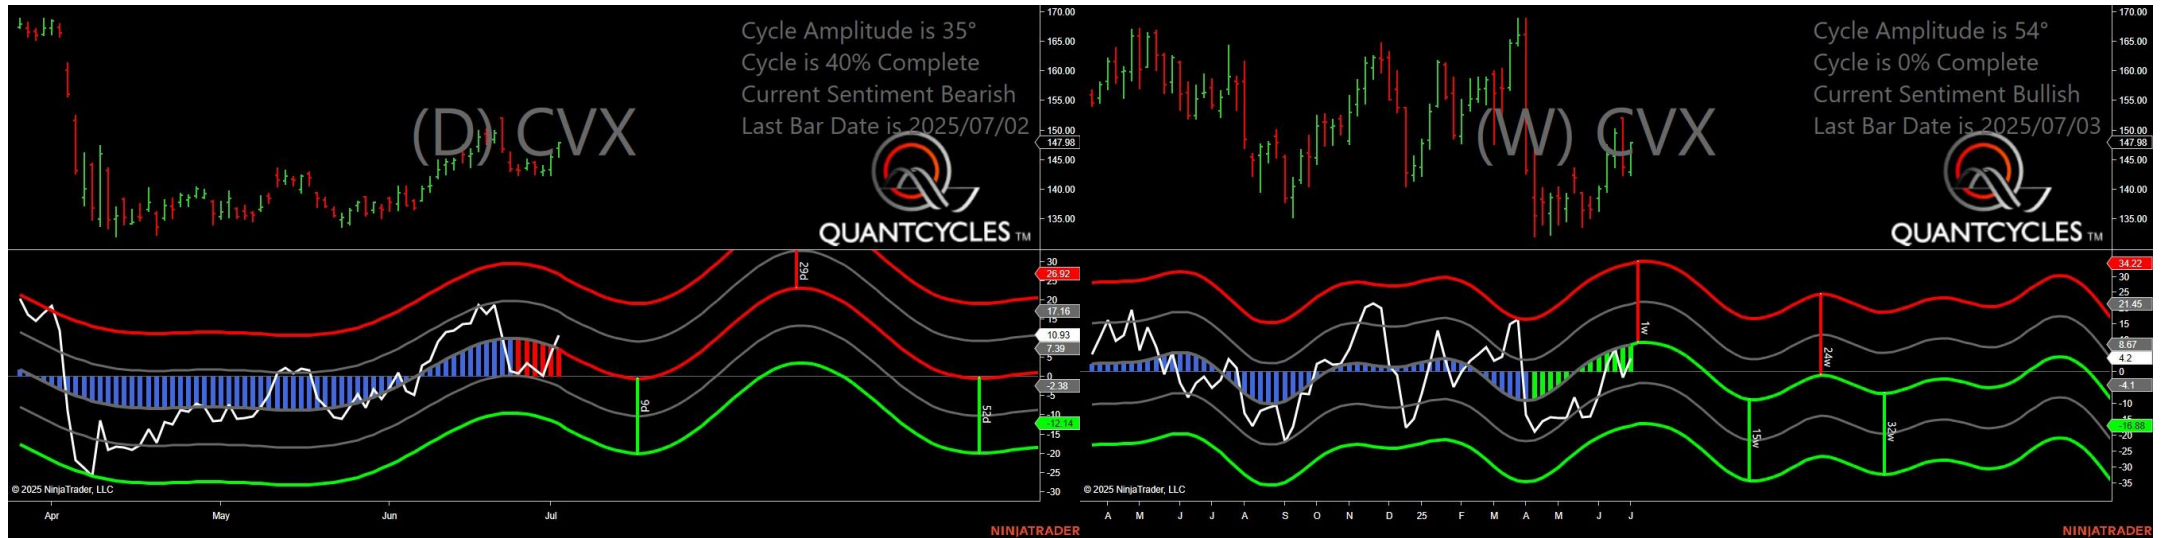 Cycle Amplitude is 35°
Cycle is 40% Complete
Current Sentiment Bearish
Last Bar Date is 2025/07/02
(D) CVX
QUANTCYCLES TM
170.00
165.00
160.00
155.00
150.00
147.98
145.00
140.00
135.00
30
26.92
25
20
17.16
15
10.93
7.39
5
0
-2.38
-5
-10
-12.14
-15
-20
-25
-30
9d
29d
52d
© 2025 NinjaTrader, LLC
Apr
May
Jun
Jul
NINJATRADER
Cycle Amplitude is 54°
Cycle is 0% Complete
Current Sentiment Bullish
Last Bar Date is 2025/07/03
(W) CVX
QUANTCYCLES TM
170.00
165.00
160.00
155.00
150.00
147.98
145.00
140.00
135.00
34.22
30
25
21.45
15
8.67
4.2
0
-4.1
-10
-16.88
-20
-25
-30
-35
1w
15w
24w
32w
© 2025 NinjaTrader, LLC
A M J J A S O N D 25 F M A M J J
NINJATRADER